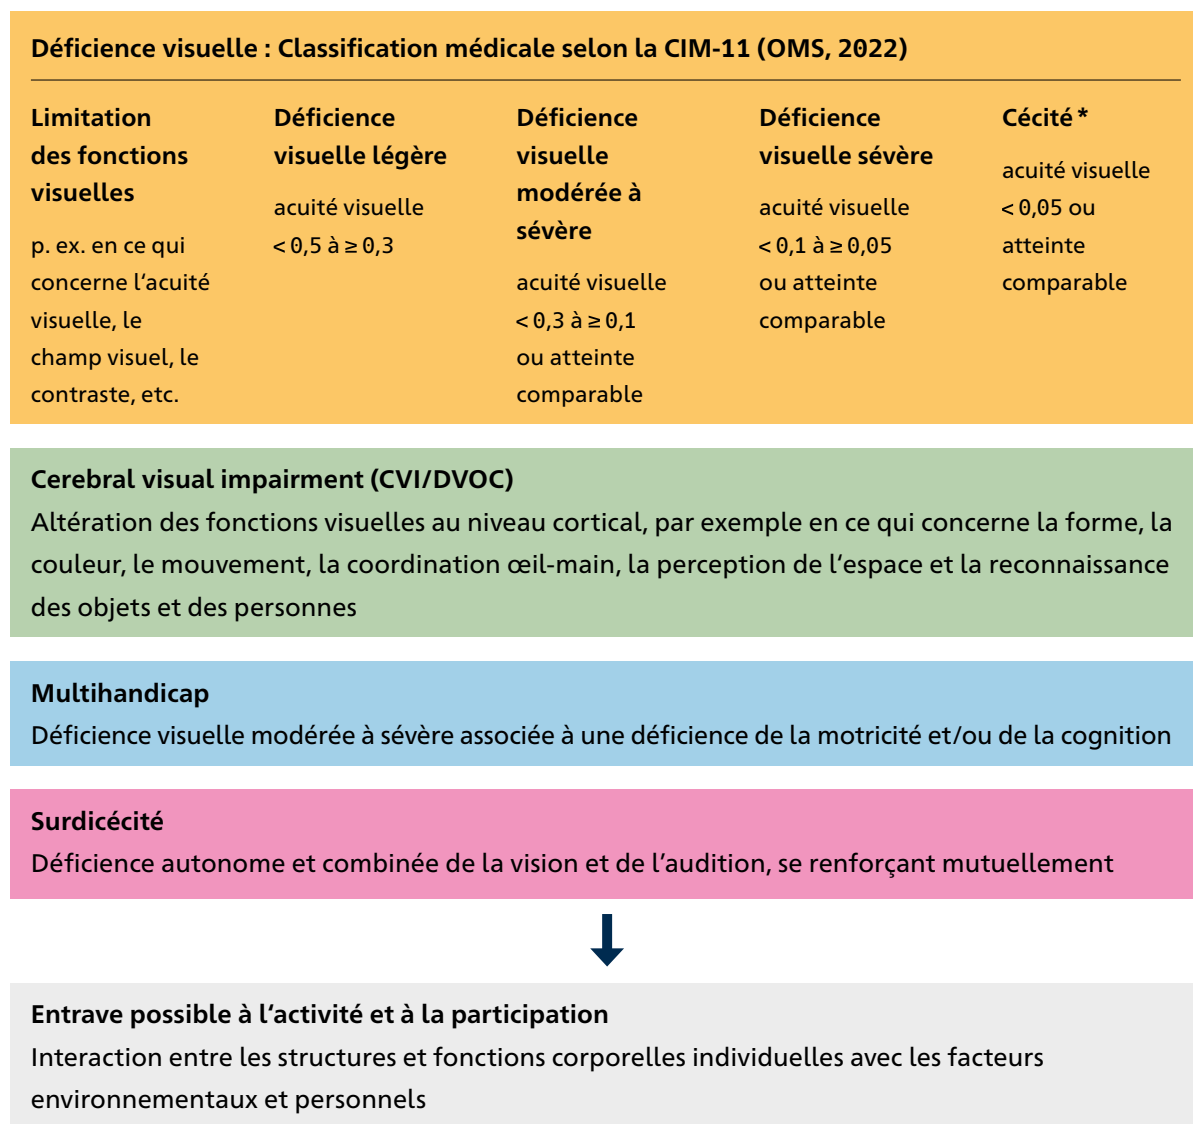 Déficience visuelle : Classification médicale selon la CIM-11 (OMS, 2022)
Limitation
des fonctions
visuelles
p. ex. en ce qui
concerne l‘acuité
visuelle, le
champ visuel, le
contraste, etc.
Déficience
visuelle légère
acuité visuelle
< 0,5 à ≥ 0,3
Déficience
visuelle
modérée à
sévère
acuité visuelle
< 0,3 à ≥ 0,1
ou atteinte
comparable
Déficience
visuelle sévère
acuité visuelle
< 0,1 à ≥ 0,05
ou atteinte
comparable
Cécité *
acuité visuelle
< 0,05 ou
atteinte
comparable
Cerebral visual impairment (CVI/DVOC)
Altération des fonctions visuelles au niveau cortical, par exemple en ce qui concerne la forme, la
couleur, le mouvement, la coordination œil-main, la perception de l‘espace et la reconnaissance
des objets et des personnes
Multihandicap
Déficience visuelle modérée à sévère associée à une déficience de la motricité et/ou de la cognition
Surdicécité
Déficience autonome et combinée de la vision et de l’audition, se renforçant mutuellement
Entrave possible à l‘activité et à la participation
Interaction entre les structures et fonctions corporelles individuelles avec les facteurs
environnementaux et personnels